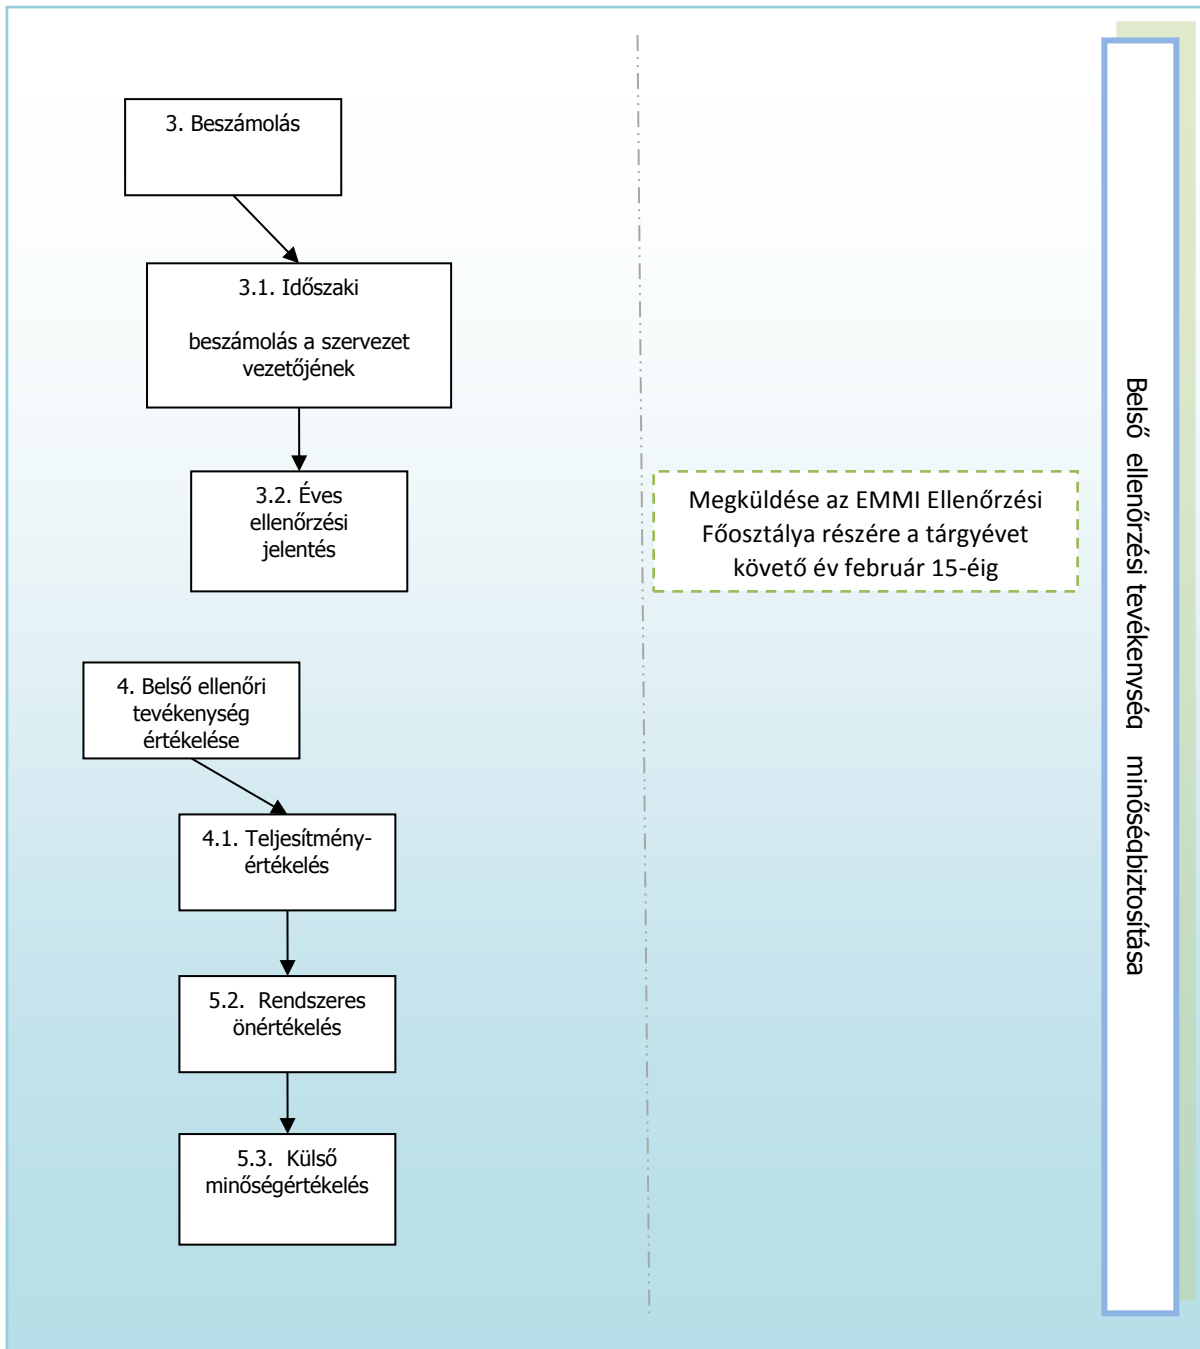 3. Beszámolás
3.1. Időszaki
beszámolás a szervezet
vezetőjének
3.2. Éves
ellenőrzési
jelentés
Megküldése az EMMI Ellenőrzési
Főosztálya részére a tárgyévet
követő év február 15-éig
4. Belső ellenőri
tevékenység
értékelése
4.1. Teljesítmény-
értékelés
5.2. Rendszeres
önértékelés
5.3. Külső
minőségértékelés
Belső ellenőrzési tevékenység minőségbiztosítása